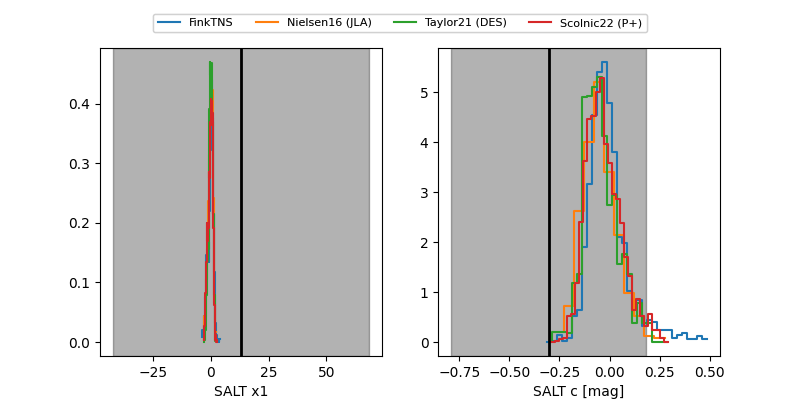 FinkTNS Nielsen16 (JLA) Taylor21 (DES) Scolnic22 (P+)
0.4
0.3
0.2
0.1
0.0
−25 0 25 50
SALT x1
5
4
3
2
1
0
−0.75 −0.50 −0.25 0.00 0.25 0.50
SALT c [mag]